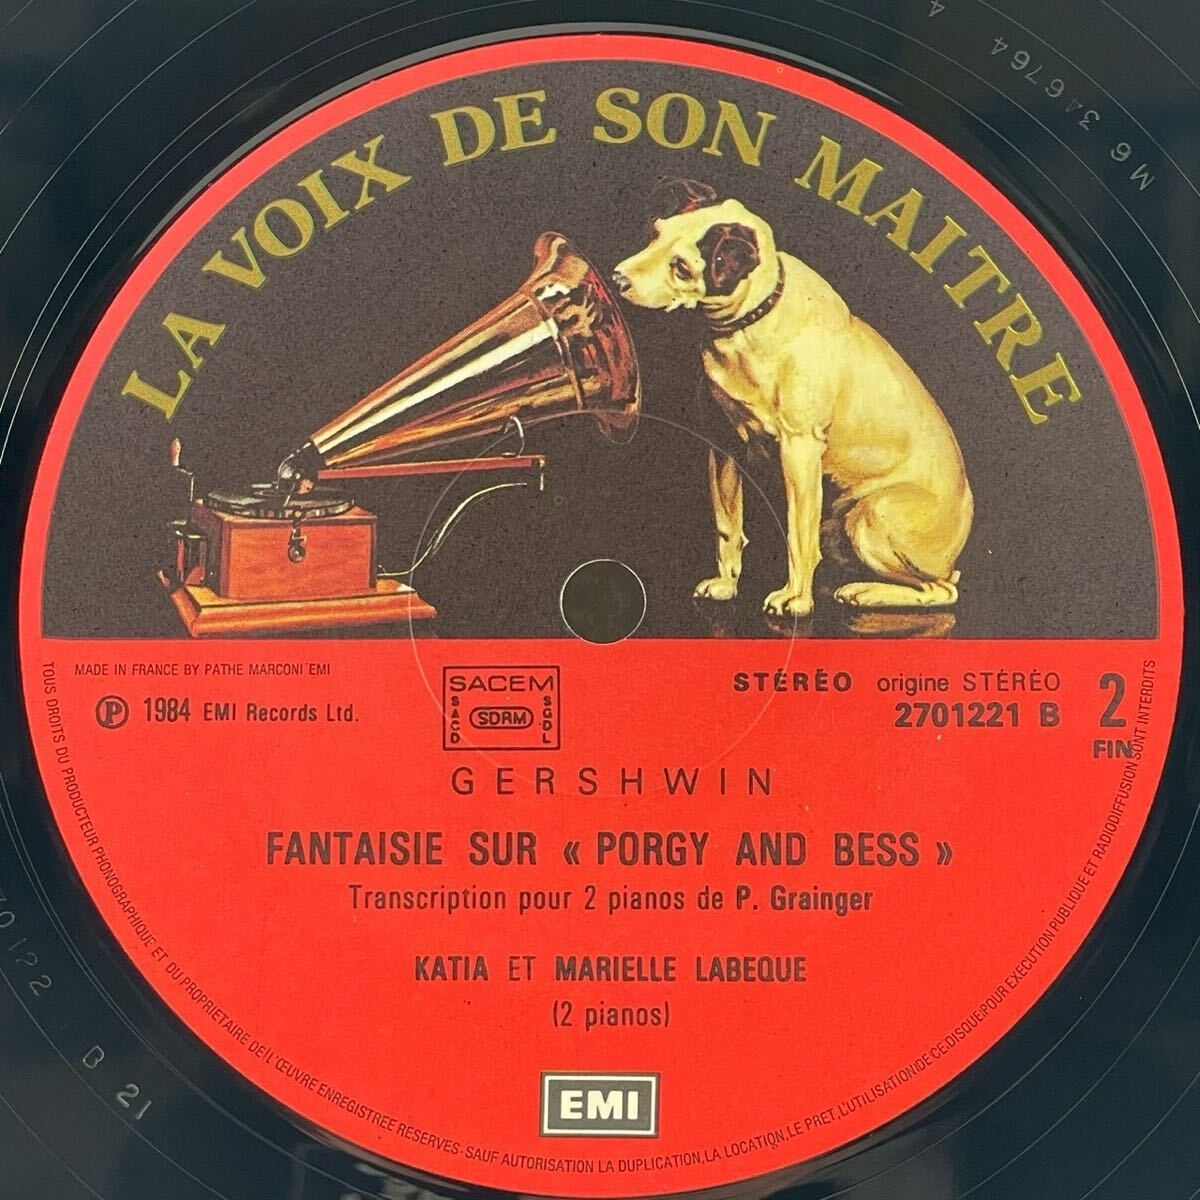 LA VOIX DE SON MAITRE
MADE IN FRANCE BY PATHE MARCONI EMI
℗ 1984 EMI Records Ltd.
SACEM
SACD
SDRM
SGDL
STÉRÉO origine STÉRÉO
2701221 B
2
FIN
GERSHWIN
FANTAISIE SUR « PORGY AND BESS »
Transcription pour 2 pianos de P. Grainger
KATIA ET MARIELLE LABEQUE
(2 pianos)
EMI
TOUS DROITS DU PRODUCTEUR PHONOGRAPHIQUE ET DU PROPRIETAIRE DE L'ŒUVRE ENREGISTREE RESERVES-SAUF AUTORISATION LA DUPLICATION, LA LOCATION, LE PRET, L'UTILISATION DE CE DISQUE POUR EXECUTION PUBLIQUE ET RADIODIFFUSION SONT INTERDITS
M6 346764
4
B 21